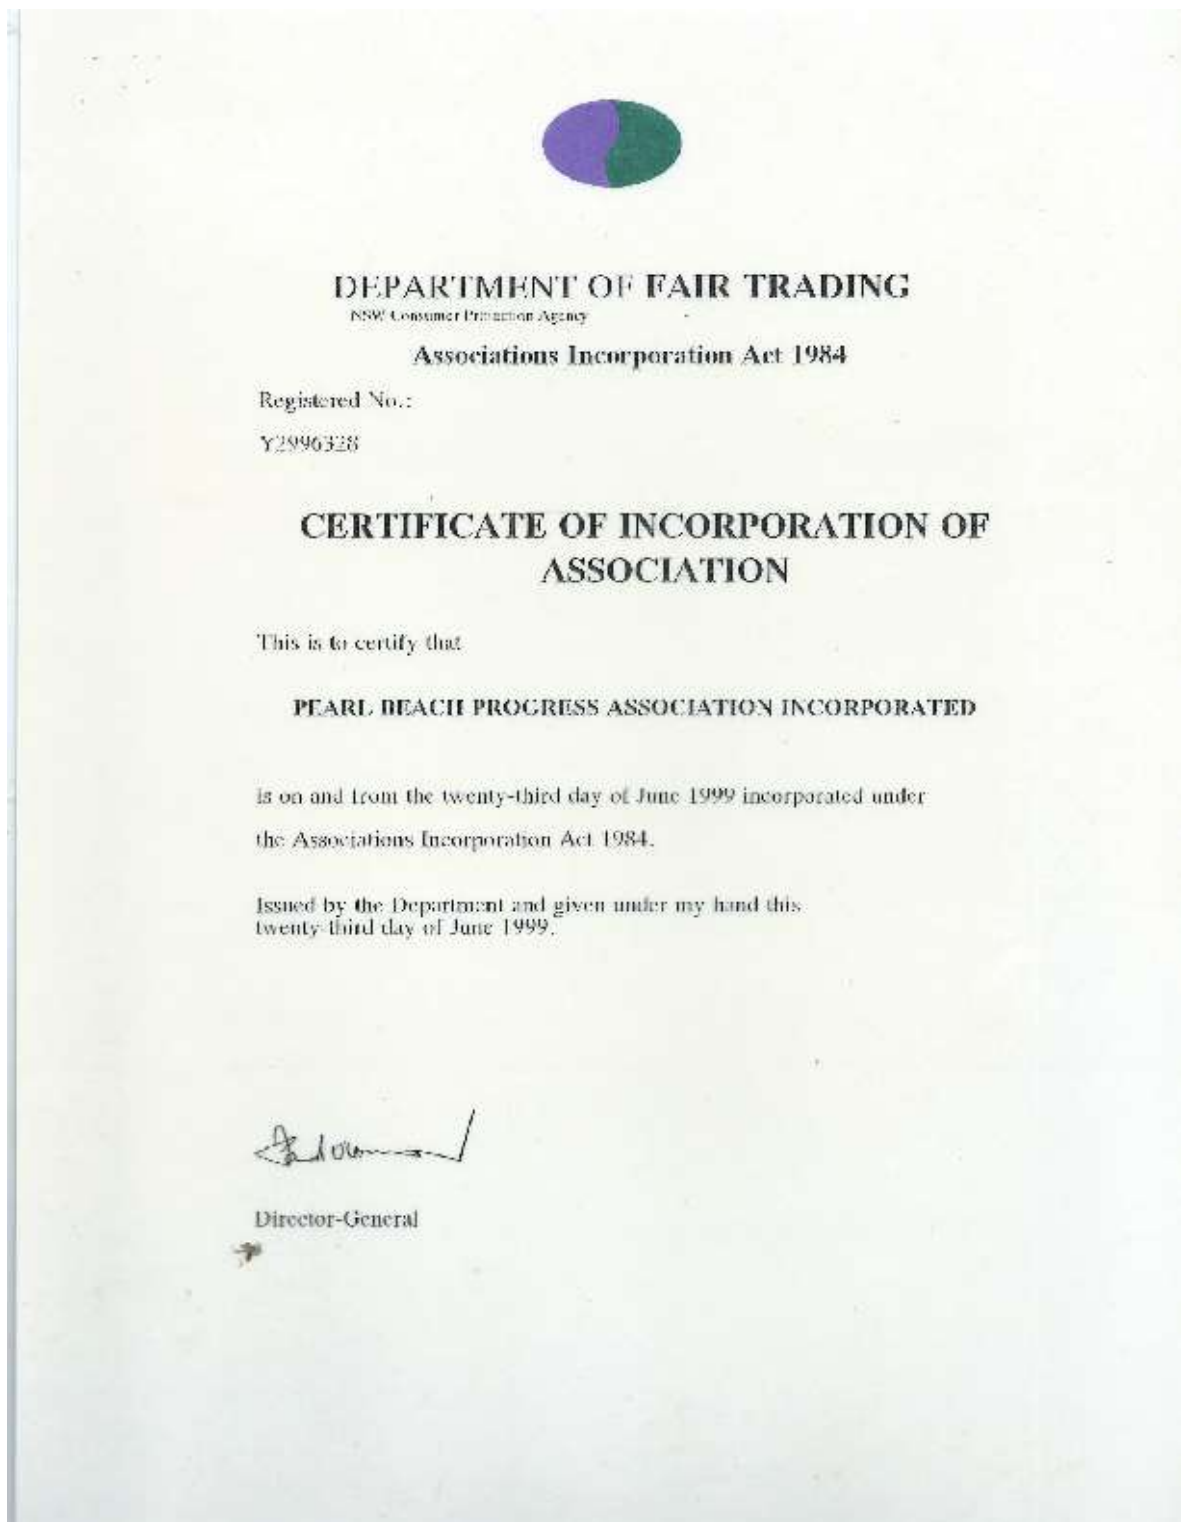 DEPARTMENT OF FAIR TRADING
NSW Consumer Protection Agency
Associations Incorporation Act 1984
Registered No.:
Y2996328
CERTIFICATE OF INCORPORATION OF
ASSOCIATION
This is to certify that
PEARL BEACH PROGRESS ASSOCIATION INCORPORATED
is on and from the twenty-third day of June 1999 incorporated under
the Associations Incorporation Act 1984.
Issued by the Department and given under my hand this
twenty-third day of June 1999.
Director-General